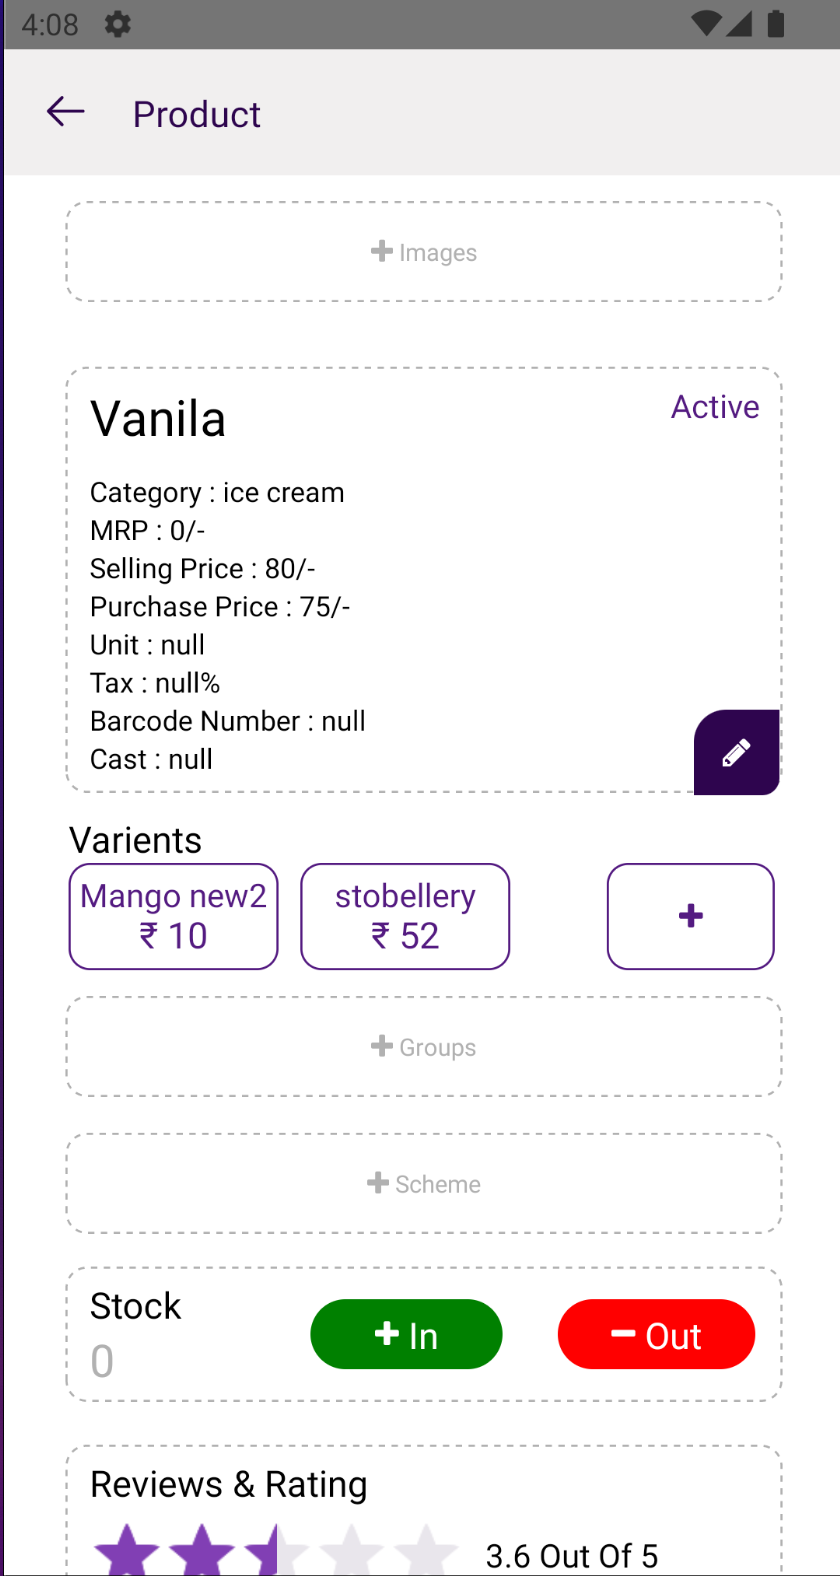 4:08
Product
Images
Vanila
Active
Category : ice cream
MRP : 0/-
Selling Price : 80/-
Purchase Price : 75/-
Unit : null
Tax : null%
Barcode Number : null
Cast : null
Varients
Mango new2
₹ 10
stobellery
₹ 52
+
+ Groups
+ Scheme
Stock
0
+ In
− Out
Reviews & Rating
3.6 Out Of 5